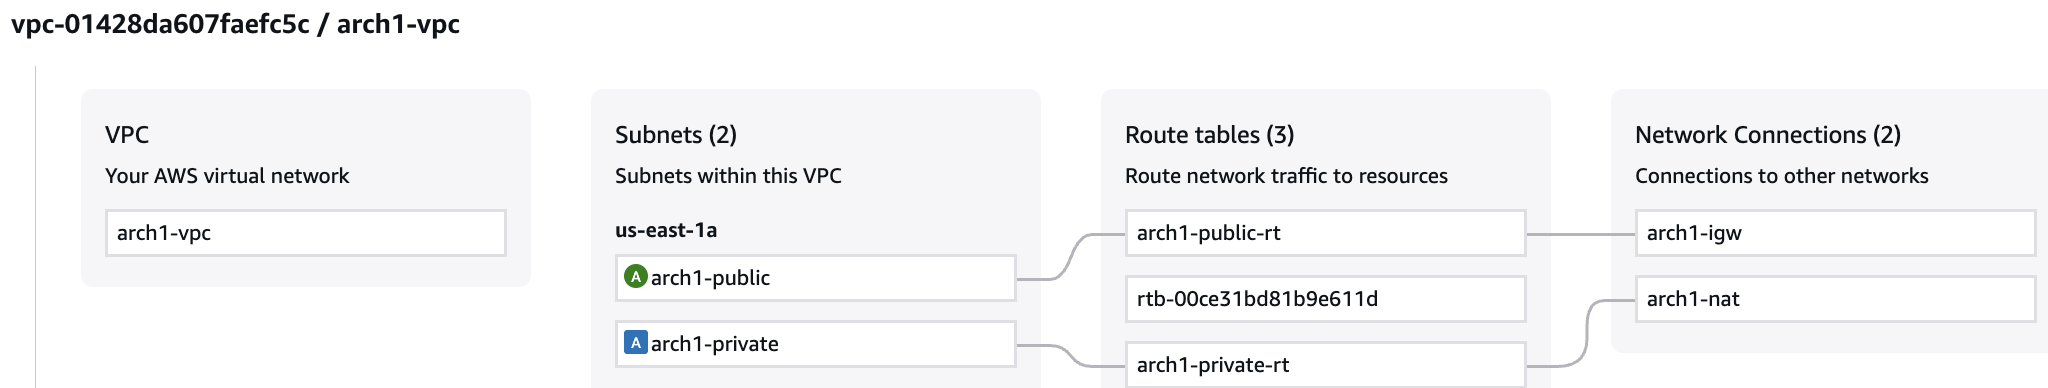 vpc-01428da607faefc5c / arch1-vpc
VPC
Your AWS virtual network
arch1-vpc
Subnets (2)
Subnets within this VPC
us-east-1a
A arch1-public
A arch1-private
Route tables (3)
Route network traffic to resources
arch1-public-rt
rtb-00ce31bd81b9e611d
arch1-private-rt
Network Connections (2)
Connections to other networks
arch1-igw
arch1-nat